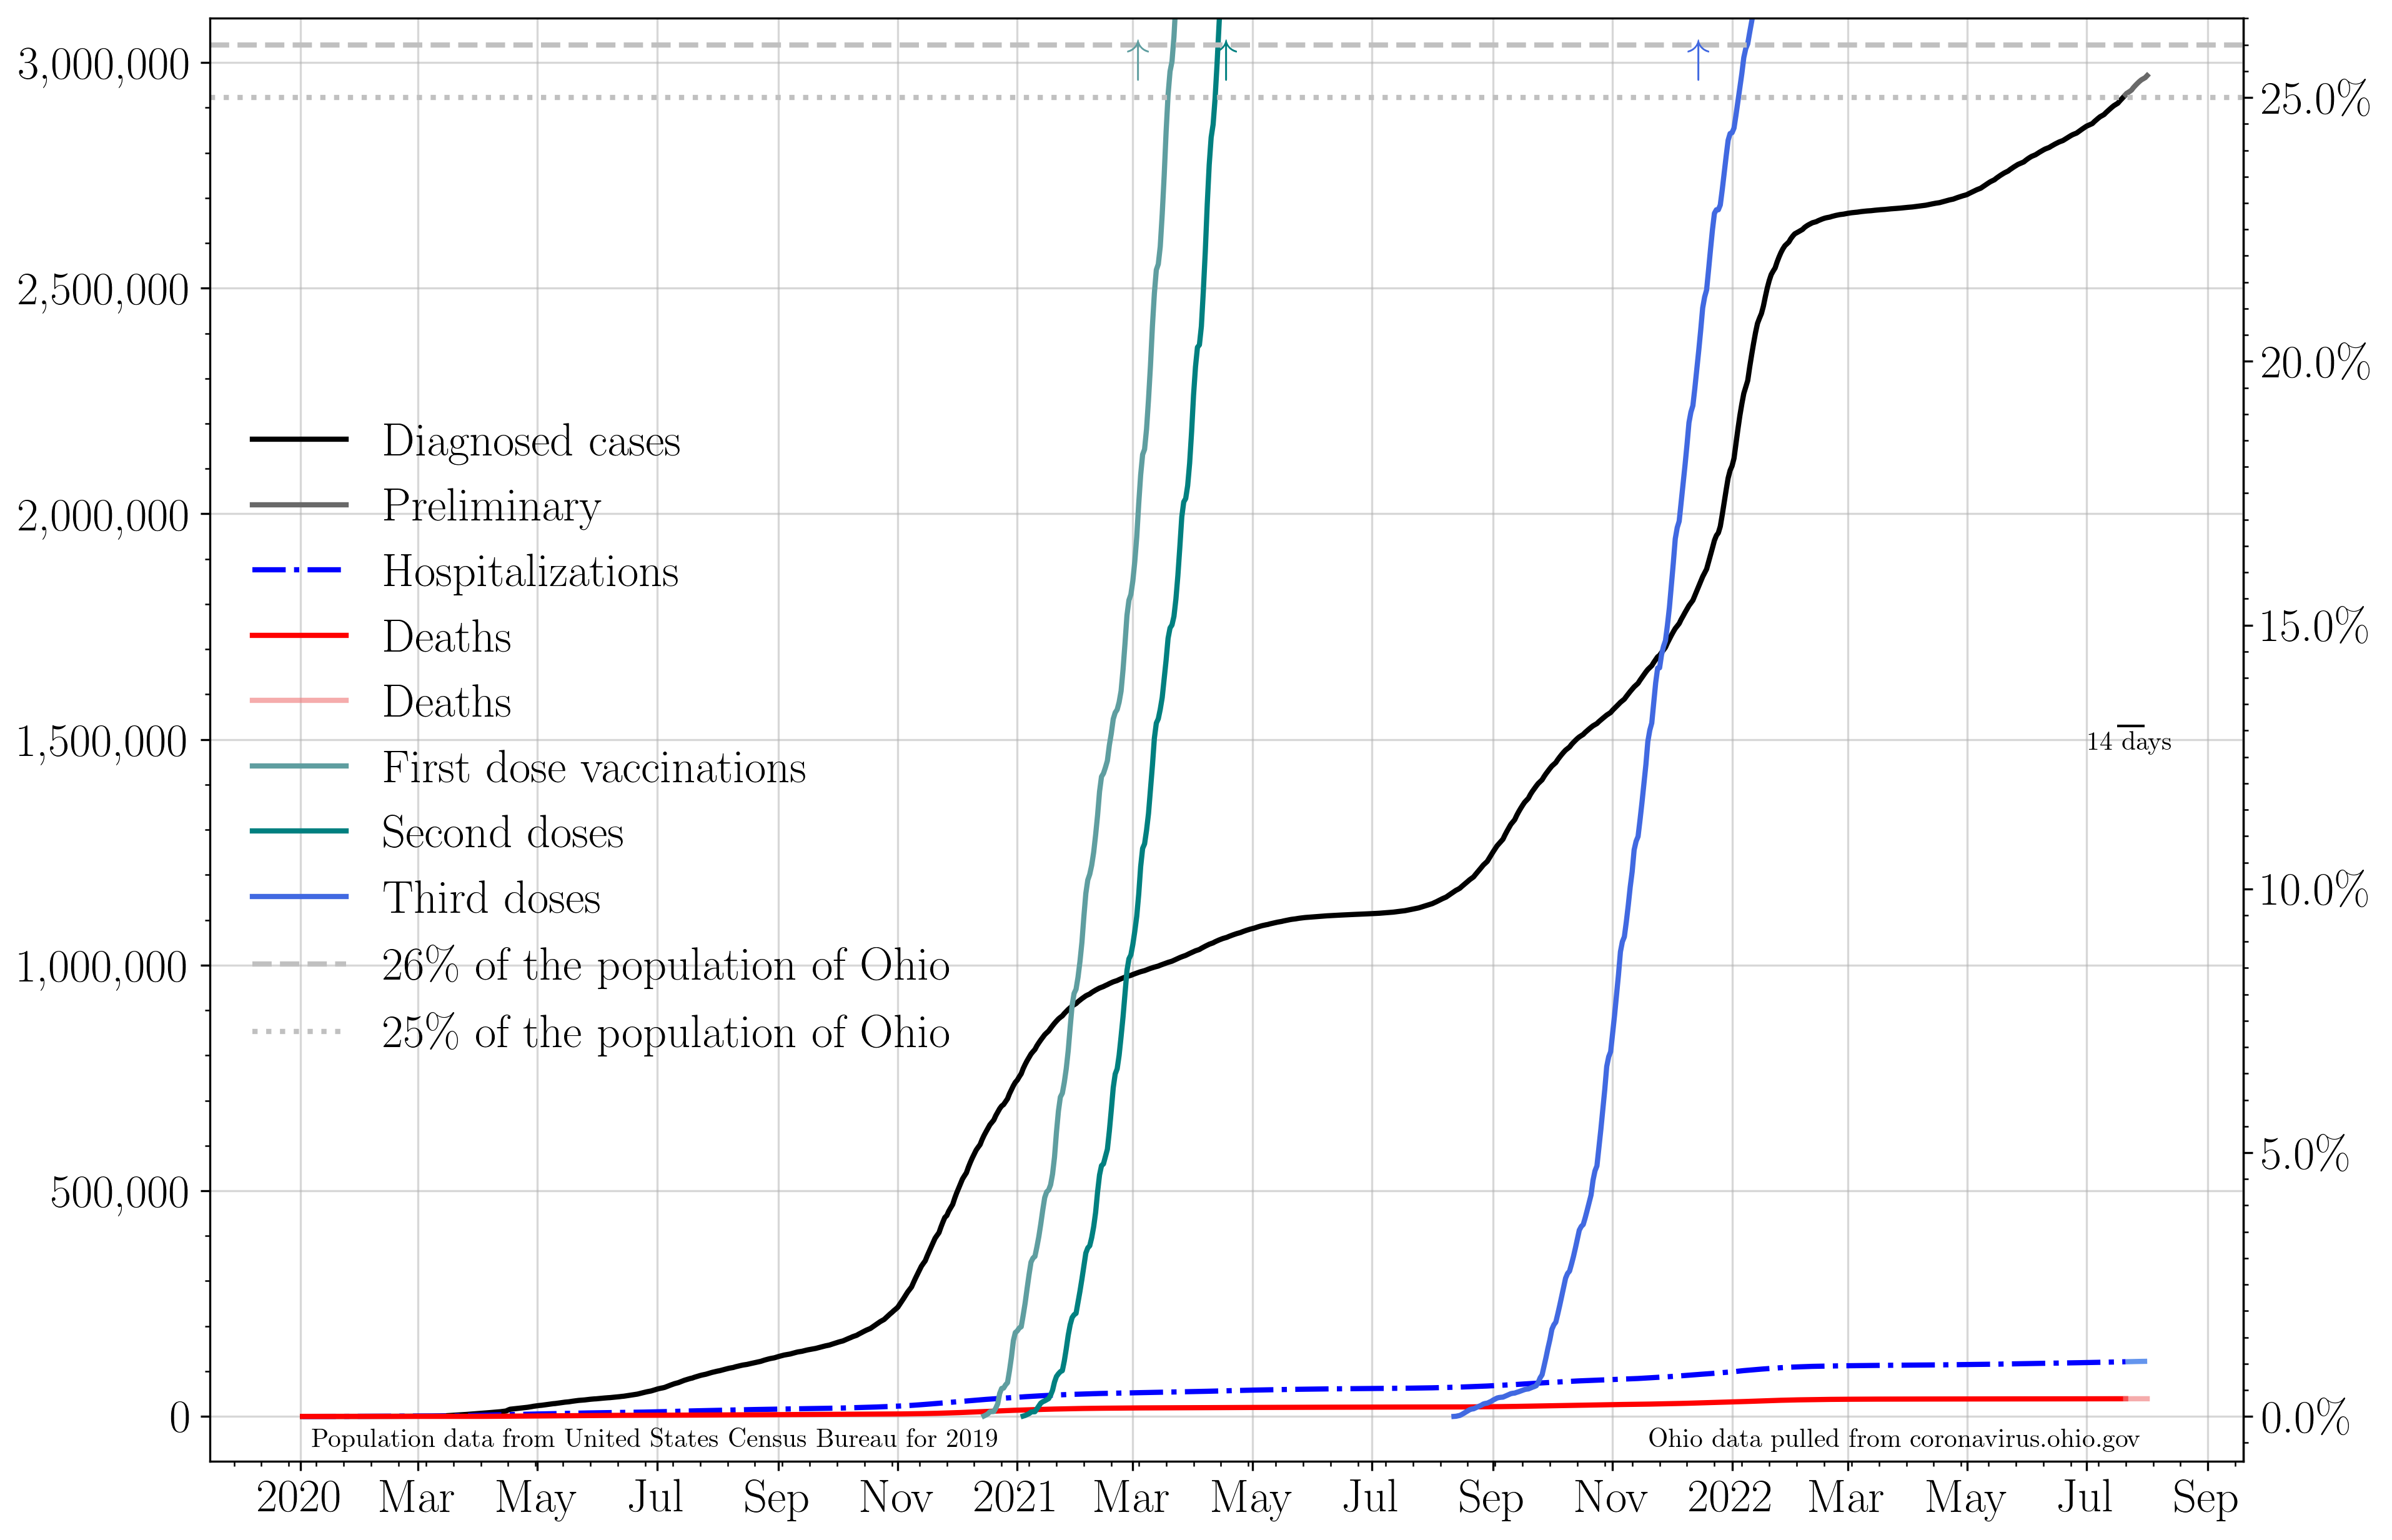 3,000,000
2,500,000
2,000,000
1,500,000
1,000,000
500,000
0
Diagnosed cases
Preliminary
Hospitalizations
Deaths
Deaths
First dose vaccinations
Second doses
Third doses
26% of the population of Ohio
25% of the population of Ohio
14 days
25.0%
20.0%
15.0%
10.0%
5.0%
0.0%
Population data from United States Census Bureau for 2019
Ohio data pulled from coronavirus.ohio.gov
2020 Mar May Jul Sep Nov 2021 Mar May Jul Sep Nov 2022 Mar May Jul Sep